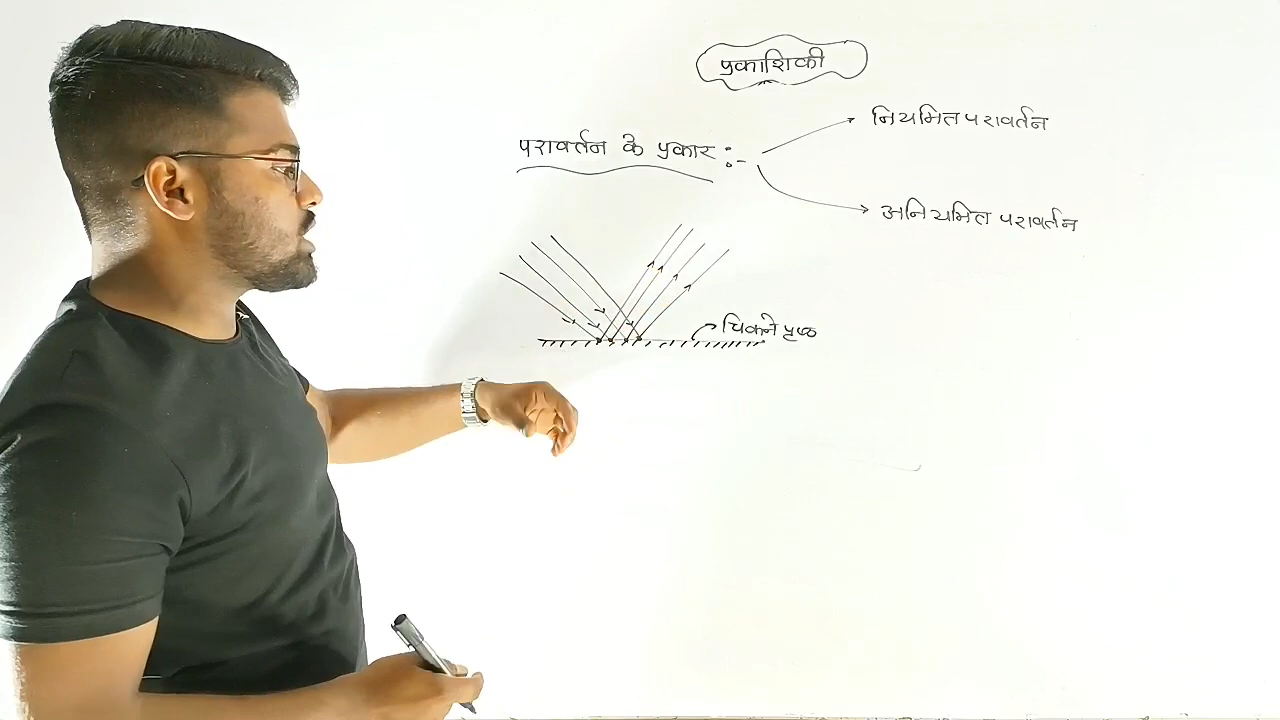 प्रकाशिकी
परावर्तन के प्रकार :-
नियमित परावर्तन
अनियमित परावर्तन
चिकने पृष्ठ